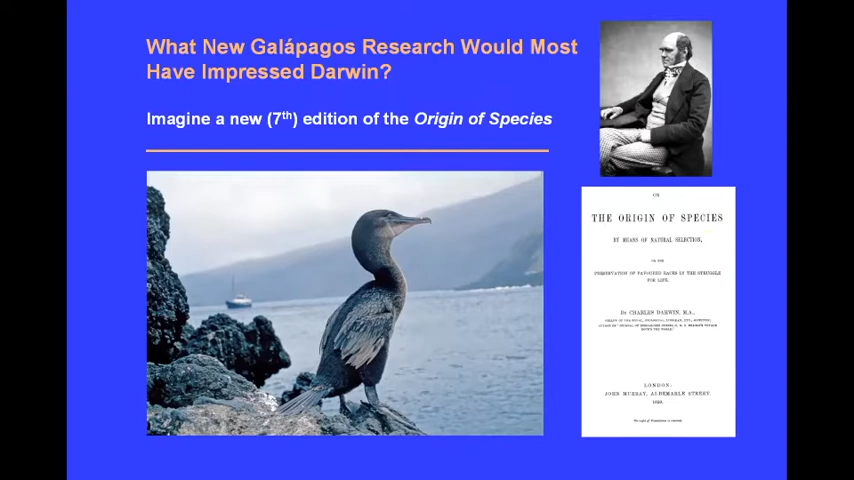 What New Galápagos Research Would Most
Have Impressed Darwin?
Imagine a new (7th) edition of the Origin of Species
ON
THE ORIGIN OF SPECIES
BY MEANS OF NATURAL SELECTION,
OR THE
PRESERVATION OF FAVOURED RACES IN THE STRUGGLE
FOR LIFE.
BY CHARLES DARWIN, M.A.,
LONDON:
JOHN MURRAY, ALBEMARLE STREET.
1859.